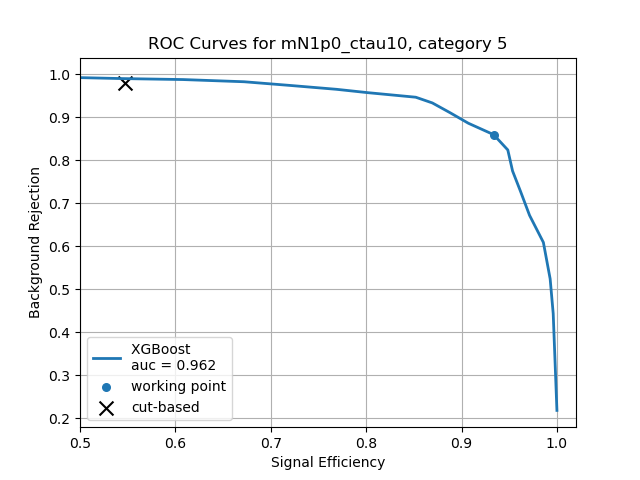 ROC Curves for mN1p0_ctau10, category 5
Background Rejection
1.0
0.9
0.8
0.7
0.6
0.5
0.4
0.3
0.2
XGBoost
auc = 0.962
working point
cut-based
0.5 0.6 0.7 0.8 0.9 1.0
Signal Efficiency